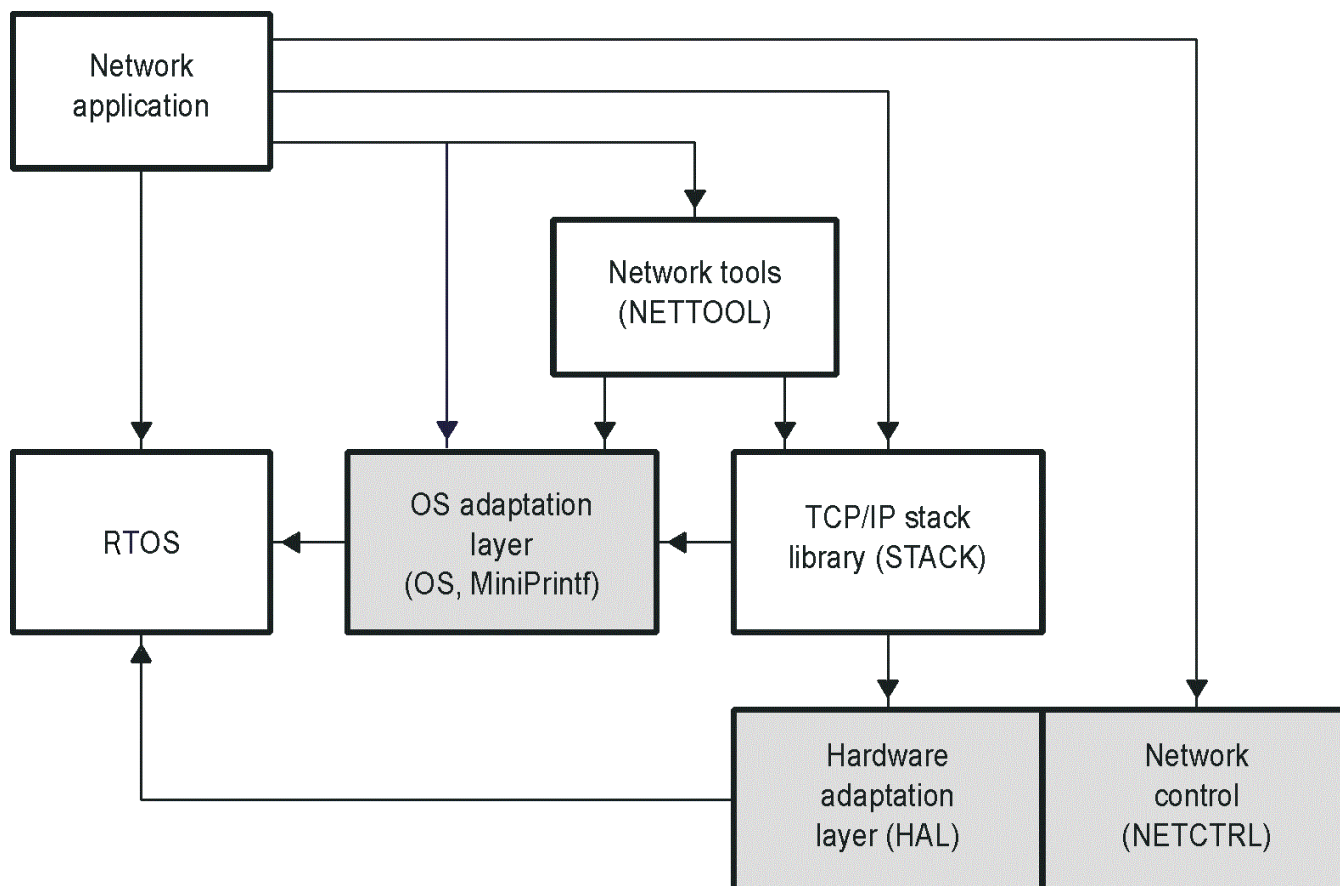 Network
application
Network tools
(NETTOOL)
RTOS
OS adaptation
layer
(OS, MiniPrintf)
TCP/IP stack
library (STACK)
Hardware
adaptation
layer (HAL)
Network
control
(NETCTRL)